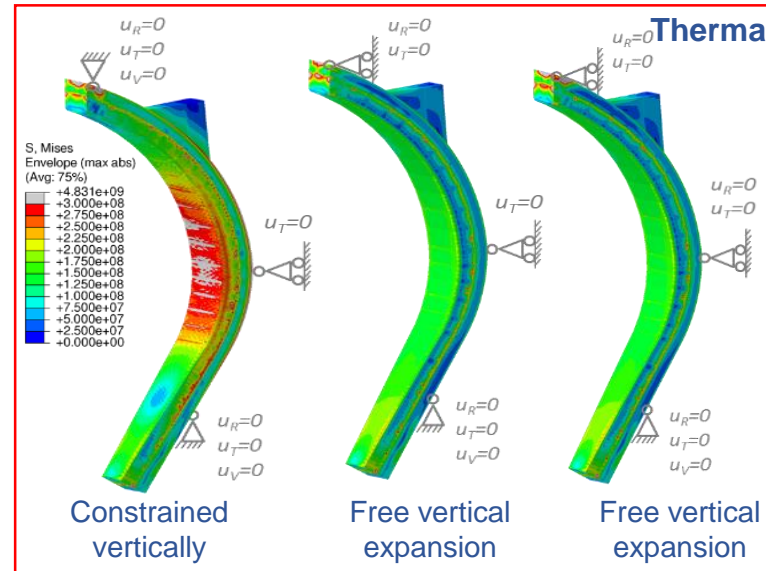 Therma
u_R=0
u_T=0
u_V=0
u_R=0
u_T=0
u_R=0
u_T=0
S, Mises
Envelope (max abs)
(Avg: 75%)
+4.831e+09
+3.000e+08
+2.750e+08
+2.500e+08
+2.250e+08
+2.000e+08
+1.750e+08
+1.500e+08
+1.250e+08
+1.000e+08
+7.500e+07
+5.000e+07
+2.500e+07
+0.000e+00
u_T=0
u_T=0
u_R=0
u_T=0
u_R=0
u_T=0
u_V=0
u_R=0
u_T=0
u_V=0
u_R=0
u_T=0
u_V=0
Constrained
vertically
Free vertical
expansion
Free vertical
expansion